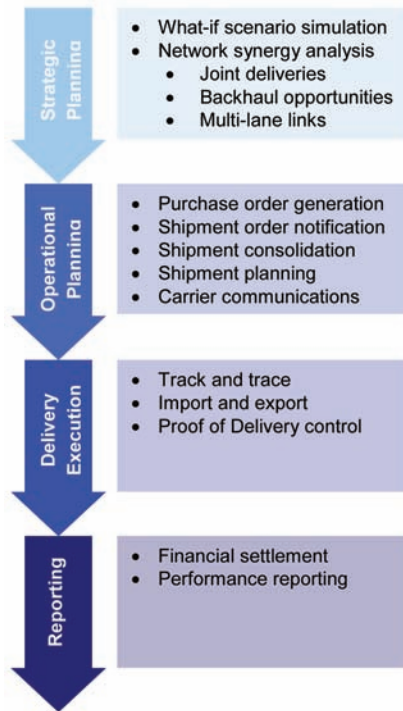 Strategic
Planning
• What-if scenario simulation
• Network synergy analysis
• Joint deliveries
• Backhaul opportunities
• Multi-lane links
Operational
Planning
• Purchase order generation
• Shipment order notification
• Shipment consolidation
• Shipment planning
• Carrier communications
Delivery
Execution
• Track and trace
• Import and export
• Proof of Delivery control
Reporting
• Financial settlement
• Performance reporting